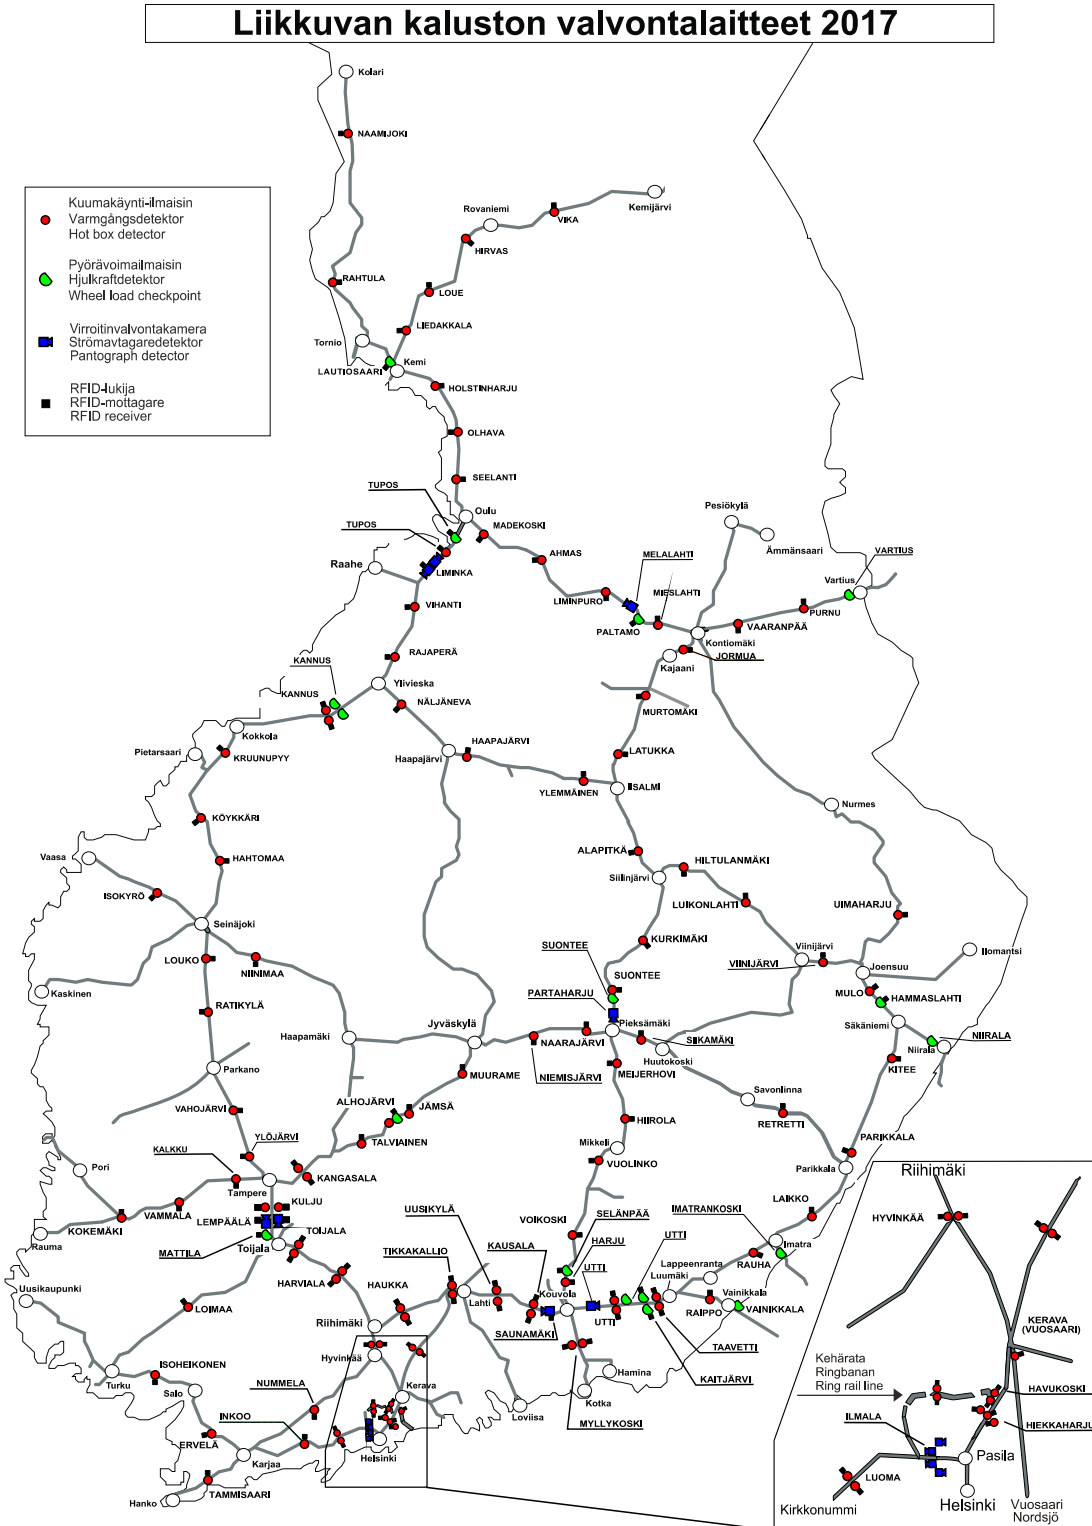 Liikkuvan kaluston valvontalaitteet 2017
Kuumakäynti-ilmaisin
Varmgångsdetektor
Hot box detector
Pyörävoimailmaisin
Hjulkraftdetektor
Wheel load checkpoint
Virroitinvalvontakamera
Strömavtagaredetektor
Pantograph detector
RFID-lukija
RFID-mottagare
RFID receiver
Kolari
NAAMIJOKI
Kemijärvi
Rovaniemi
VIKA
HIRVAS
RAHTULA
LOUE
LIEDAKKALA
Tornio
Kemi
LAUTIOSAARI
HOLSTINHARJU
OLHAVA
SEELANTI
TUPOS
Oulu
TUPOS
MADEKOSKI
Pesiökylä
Ämmänsaari
Raahe
LIMINKA
AHMAS
MELALAHTI
VARTIUS
Vartius
MIESLAHTI
LIMINPURO
VIHANTI
PALTAMO
PURNU
VAARANPÄÄ
Kontiomäki
RAJAPERÄ
JORMUA
Kajaani
KANNUS
Ylivieska
KANNUS
NÄLJÄNEVA
MURTOMÄKI
Kokkola
Pietarsaari
KRUUNUPYY
HAAPAJÄRVI
Haapajärvi
LATUKKA
YLEMMÄINEN
IISALMI
Nurmes
KÖYKKÄRI
Vaasa
HAHTOMAA
ALAPITKÄ
HILTULANMÄKI
Siilinjärvi
ISOKYRÖ
LUIKONLAHTI
UIMAHARJU
Seinäjoki
KURKIMÄKI
SUONTEE
Viinijärvi
Ilomantsi
LOUKO
NIINIMAA
VIINIJÄRVI
SUONTEE
Joensuu
Kaskinen
PARTAHARJU
MULO
HAMMASLAHTI
RATIKYLÄ
Jyväskylä
Pieksämäki
Säkäniemi
Haapamäki
NAARAJÄRVI
SIIKAMÄKI
NIIRALA
Niirala
Huutokoski
Parkano
MUURAME
NIEMISJÄRVI
MEIJERHOVI
KITEE
Savonlinna
ALHOJÄRVI
JÄMSÄ
VAHOJÄRVI
RETRETTI
HIIROLA
YLÖJÄRVI
TALVIAINEN
Mikkeli
PARIKKALA
KALKKU
VUOLINKO
Parikkala
Pori
KANGASALA
Tampere
Riihimäki
KULJU
LAIKKO
VAMMALA
UUSIKYLÄ
SELÄNPÄÄ
IMATRANKOSKI
HYVINKÄÄ
KOKEMÄKI
LEMPÄÄLÄ
TOIJALA
VOIKOSKI
Rauma
MATTILA
Toijala
TIKKAKALLIO
KAUSALA
HARJU
UTTI
Imatra
UTTI
Lappeenranta
RAUHA
Luumäki
HARVIALA
HAUKKA
Uusikaupunki
Lahti
Kouvola
Vainikkala
LOIMAA
RAIPPO
VAINIKKALA
Riihimäki
SAUNAMÄKI
UTTI
KERAVA
(VUOSAARI)
TAAVETTI
Hyvinkää
ISOHEIKONEN
KAITJÄRVI
Kehärata
Ringbanan
Ring rail line
Turku
Hamina
Salo
NUMMELA
Kerava
HAVUKOSKI
Kotka
Loviisa
INKOO
MYLLYKOSKI
ILMALA
HIEKKAHARJU
ERVELÄ
Helsinki
Karjaa
Pasila
LUOMA
TAMMISAARI
Hanko
Helsinki
Kirkkonummi
Vuosaari
Nordsjö